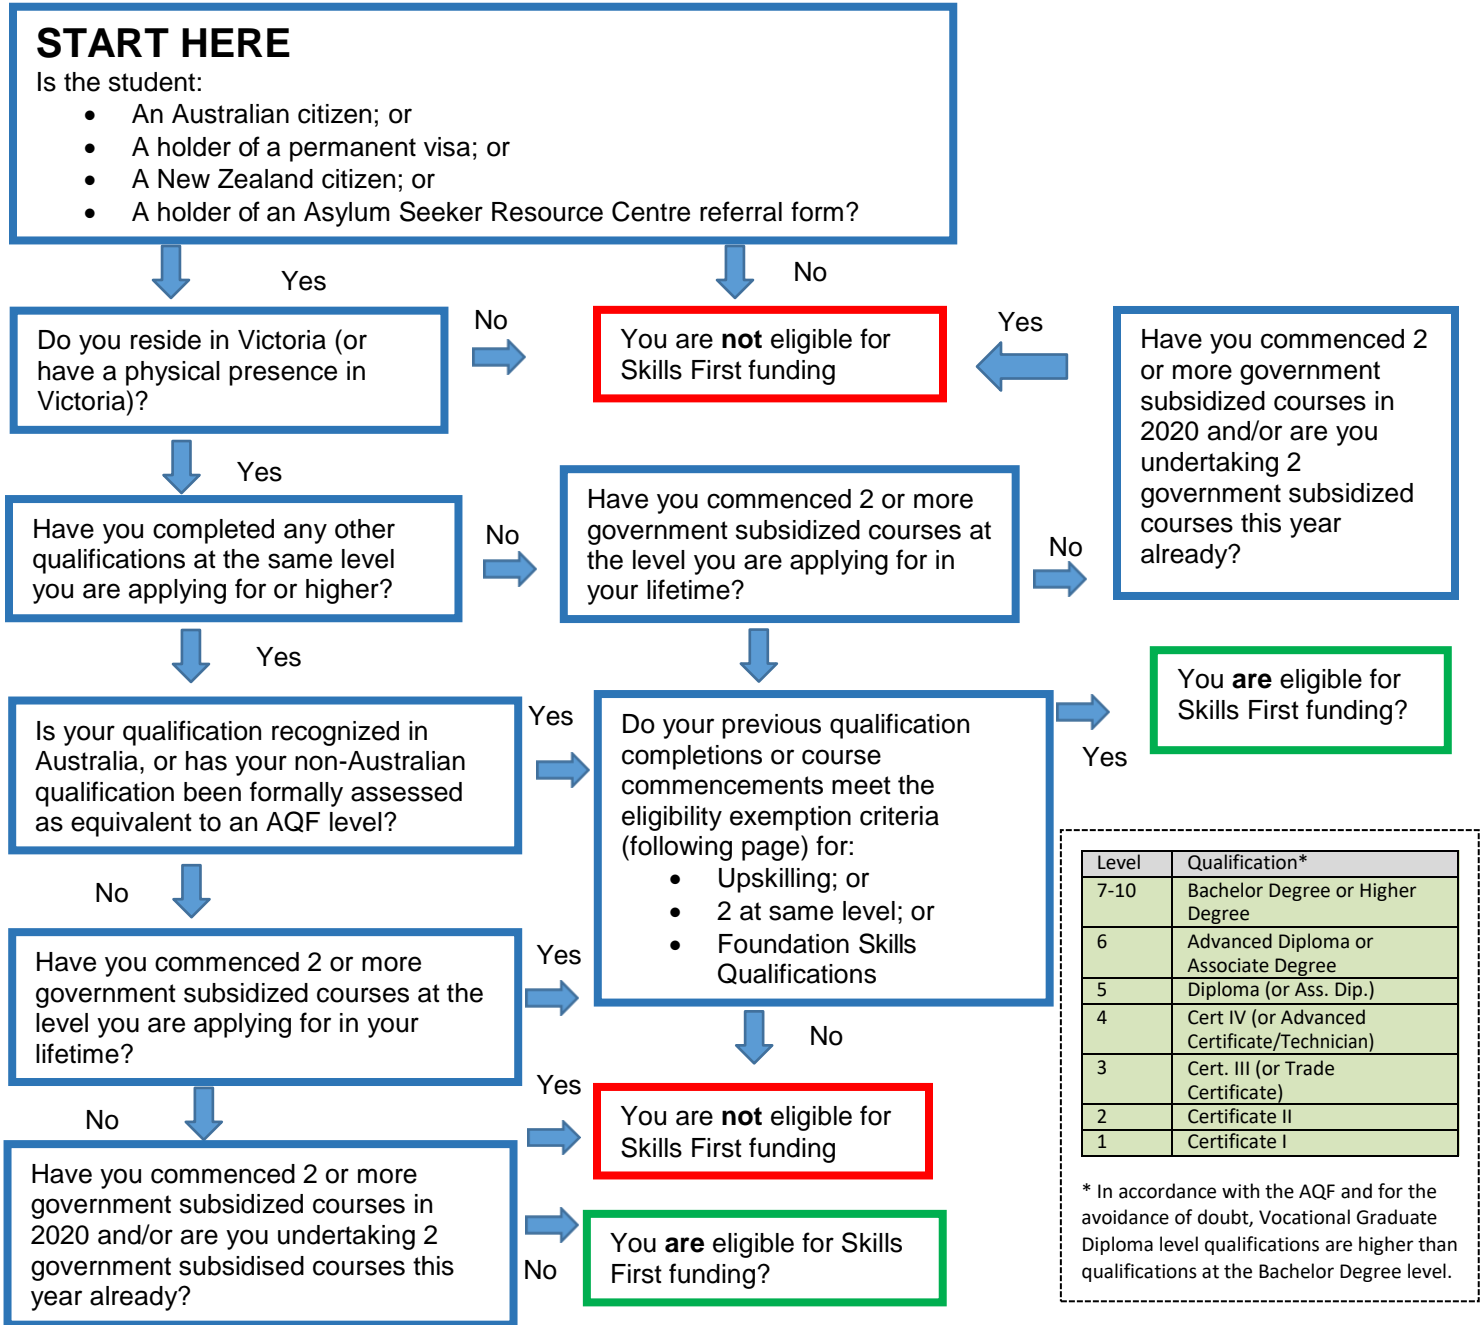 START HERE
Is the student:
• An Australian citizen; or
• A holder of a permanent visa; or
• A New Zealand citizen; or
• A holder of an Asylum Seeker Resource Centre referral form?
Yes
No
Do you reside in Victoria (or
have a physical presence in
Victoria)?
No
You are not eligible for
Skills First funding
Yes
Have you commenced 2
or more government
subsidized courses in
2020 and/or are you
undertaking 2
government subsidized
courses this year
already?
Yes
Have you completed any other
qualifications at the same level
you are applying for or higher?
No
Have you commenced 2 or more
government subsidized courses at
the level you are applying for in
your lifetime?
No
Yes
You are eligible for
Skills First funding?
Is your qualification recognized in
Australia, or has your non-Australian
qualification been formally assessed
as equivalent to an AQF level?
Yes
Do your previous qualification
completions or course
commencements meet the
eligibility exemption criteria
(following page) for:
• Upskilling; or
• 2 at same level; or
• Foundation Skills
Qualifications
Yes
No
Have you commenced 2 or more
government subsidized courses at the
level you are applying for in your
lifetime?
Yes
No
No
Yes
You are not eligible for
Skills First funding
Have you commenced 2 or more
government subsidized courses in
2020 and/or are you undertaking 2
government subsidised courses this
year already?
No
You are eligible for Skills
First funding?
Level Qualification*
7-10 Bachelor Degree or Higher
Degree
6 Advanced Diploma or
Associate Degree
5 Diploma (or Ass. Dip.)
4 Cert IV (or Advanced
Certificate/Technician)
3 Cert. III (or Trade
Certificate)
2 Certificate II
1 Certificate I
* In accordance with the AQF and for the
avoidance of doubt, Vocational Graduate
Diploma level qualifications are higher than
qualifications at the Bachelor Degree level.